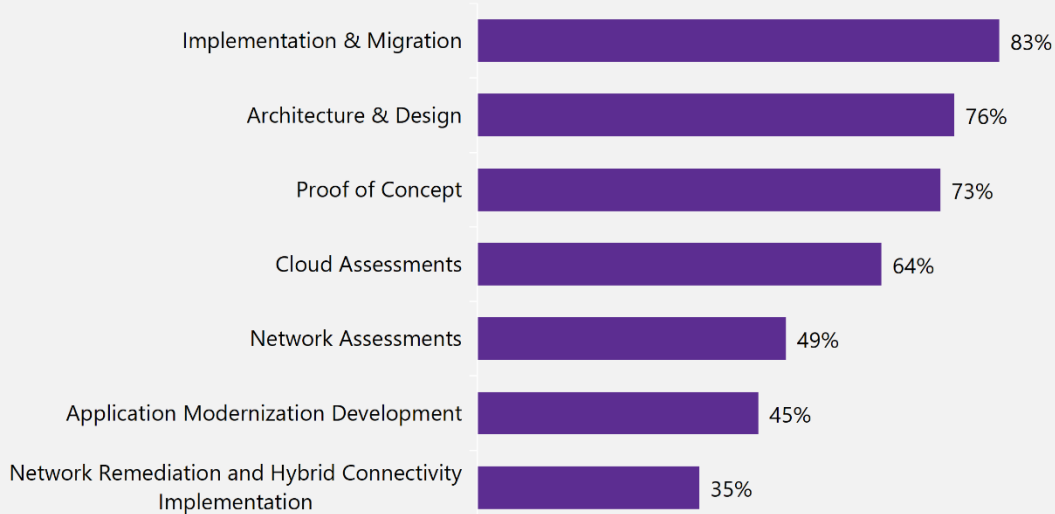 Implementation & Migration
83%
Architecture & Design
76%
Proof of Concept
73%
Cloud Assessments
64%
Network Assessments
49%
Application Modernization Development
45%
Network Remediation and Hybrid Connectivity
Implementation
35%